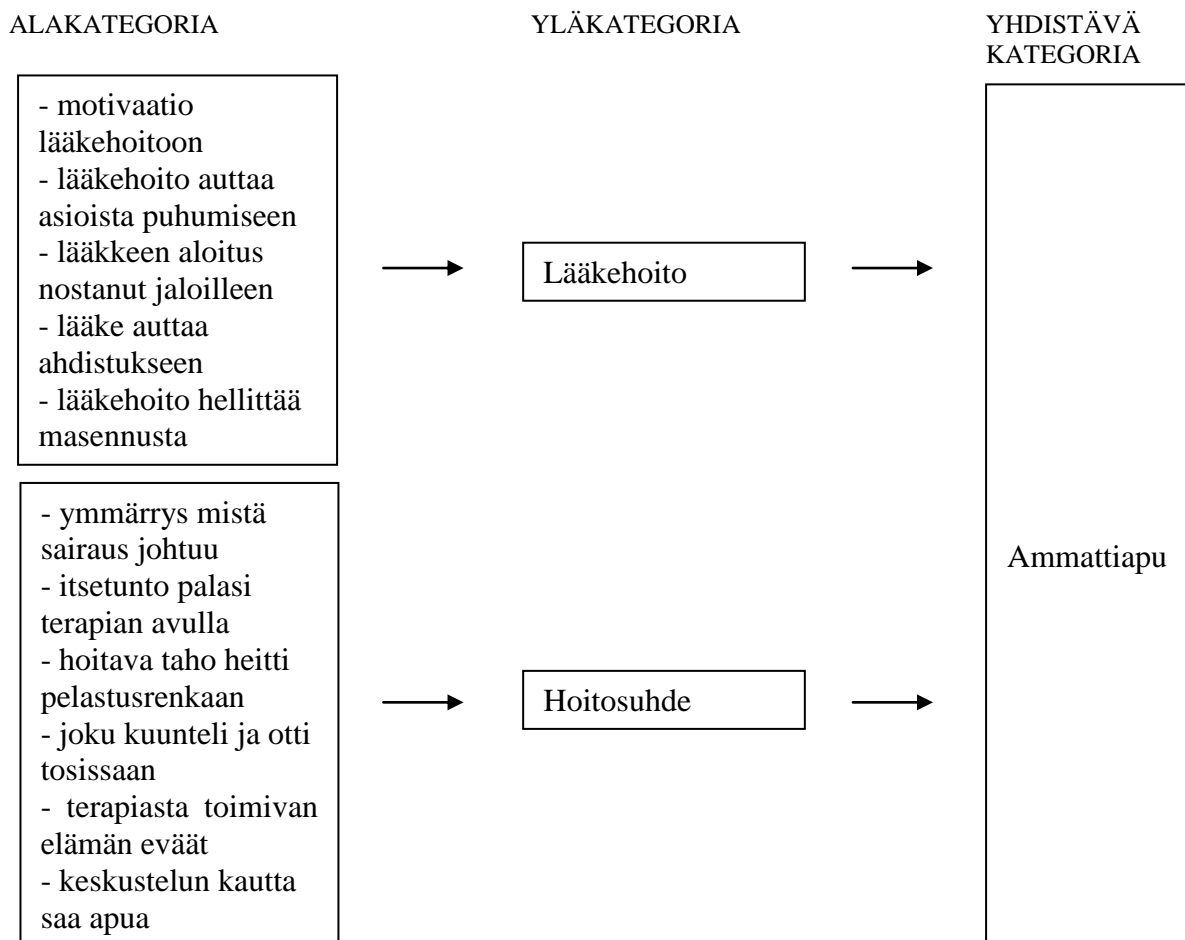 ALAKATEGORIA
YLÄKATEGORIA
YHDISTÄVÄ
KATEGORIA
- motivaatio
lääkehoitoon
- lääkehoito auttaa
asioista puhumiseen
- lääkkeen aloitus
nostanut jaloilleen
- lääke auttaa
ahdistukseen
- lääkehoito hellittää
masennusta
Lääkehoito
- ymmärrys mistä
sairaus johtuu
- itsetunto palasi
terapian avulla
- hoitava taho heitti
pelastusrenkaan
- joku kuunteli ja otti
tosissaan
- terapiasta toimivan
elämän eväät
- keskustelun kautta
saa apua
Hoitosuhde
Ammattiapu